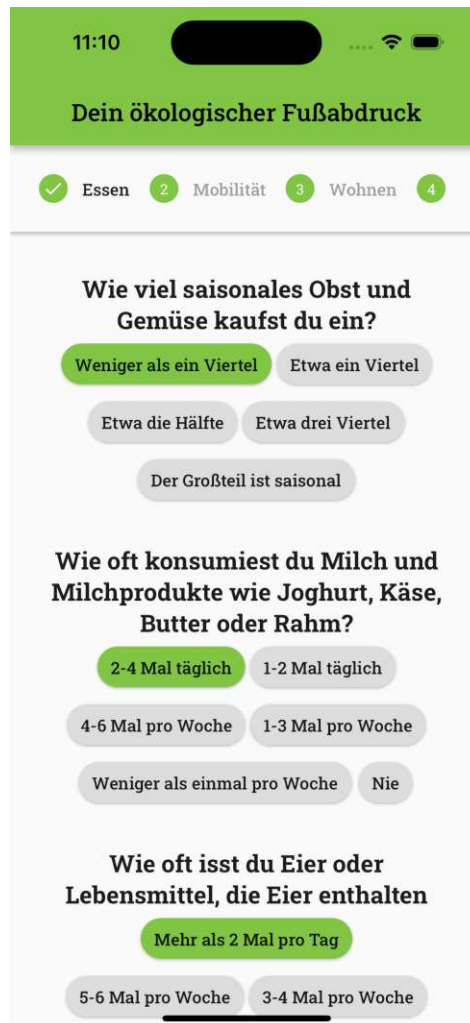 11:10
Dein ökologischer Fußabdruck
Essen 2 Mobilität 3 Wohnen 4
Wie viel saisonales Obst und
Gemüse kaufst du ein?
Weniger als ein Viertel Etwa ein Viertel
Etwa die Hälfte Etwa drei Viertel
Der Großteil ist saisonal
Wie oft konsumiest du Milch und
Milchprodukte wie Joghurt, Käse,
Butter oder Rahm?
2-4 Mal täglich 1-2 Mal täglich
4-6 Mal pro Woche 1-3 Mal pro Woche
Weniger als einmal pro Woche Nie
Wie oft isst du Eier oder
Lebensmittel, die Eier enthalten
Mehr als 2 Mal pro Tag
5-6 Mal pro Woche 3-4 Mal pro Woche